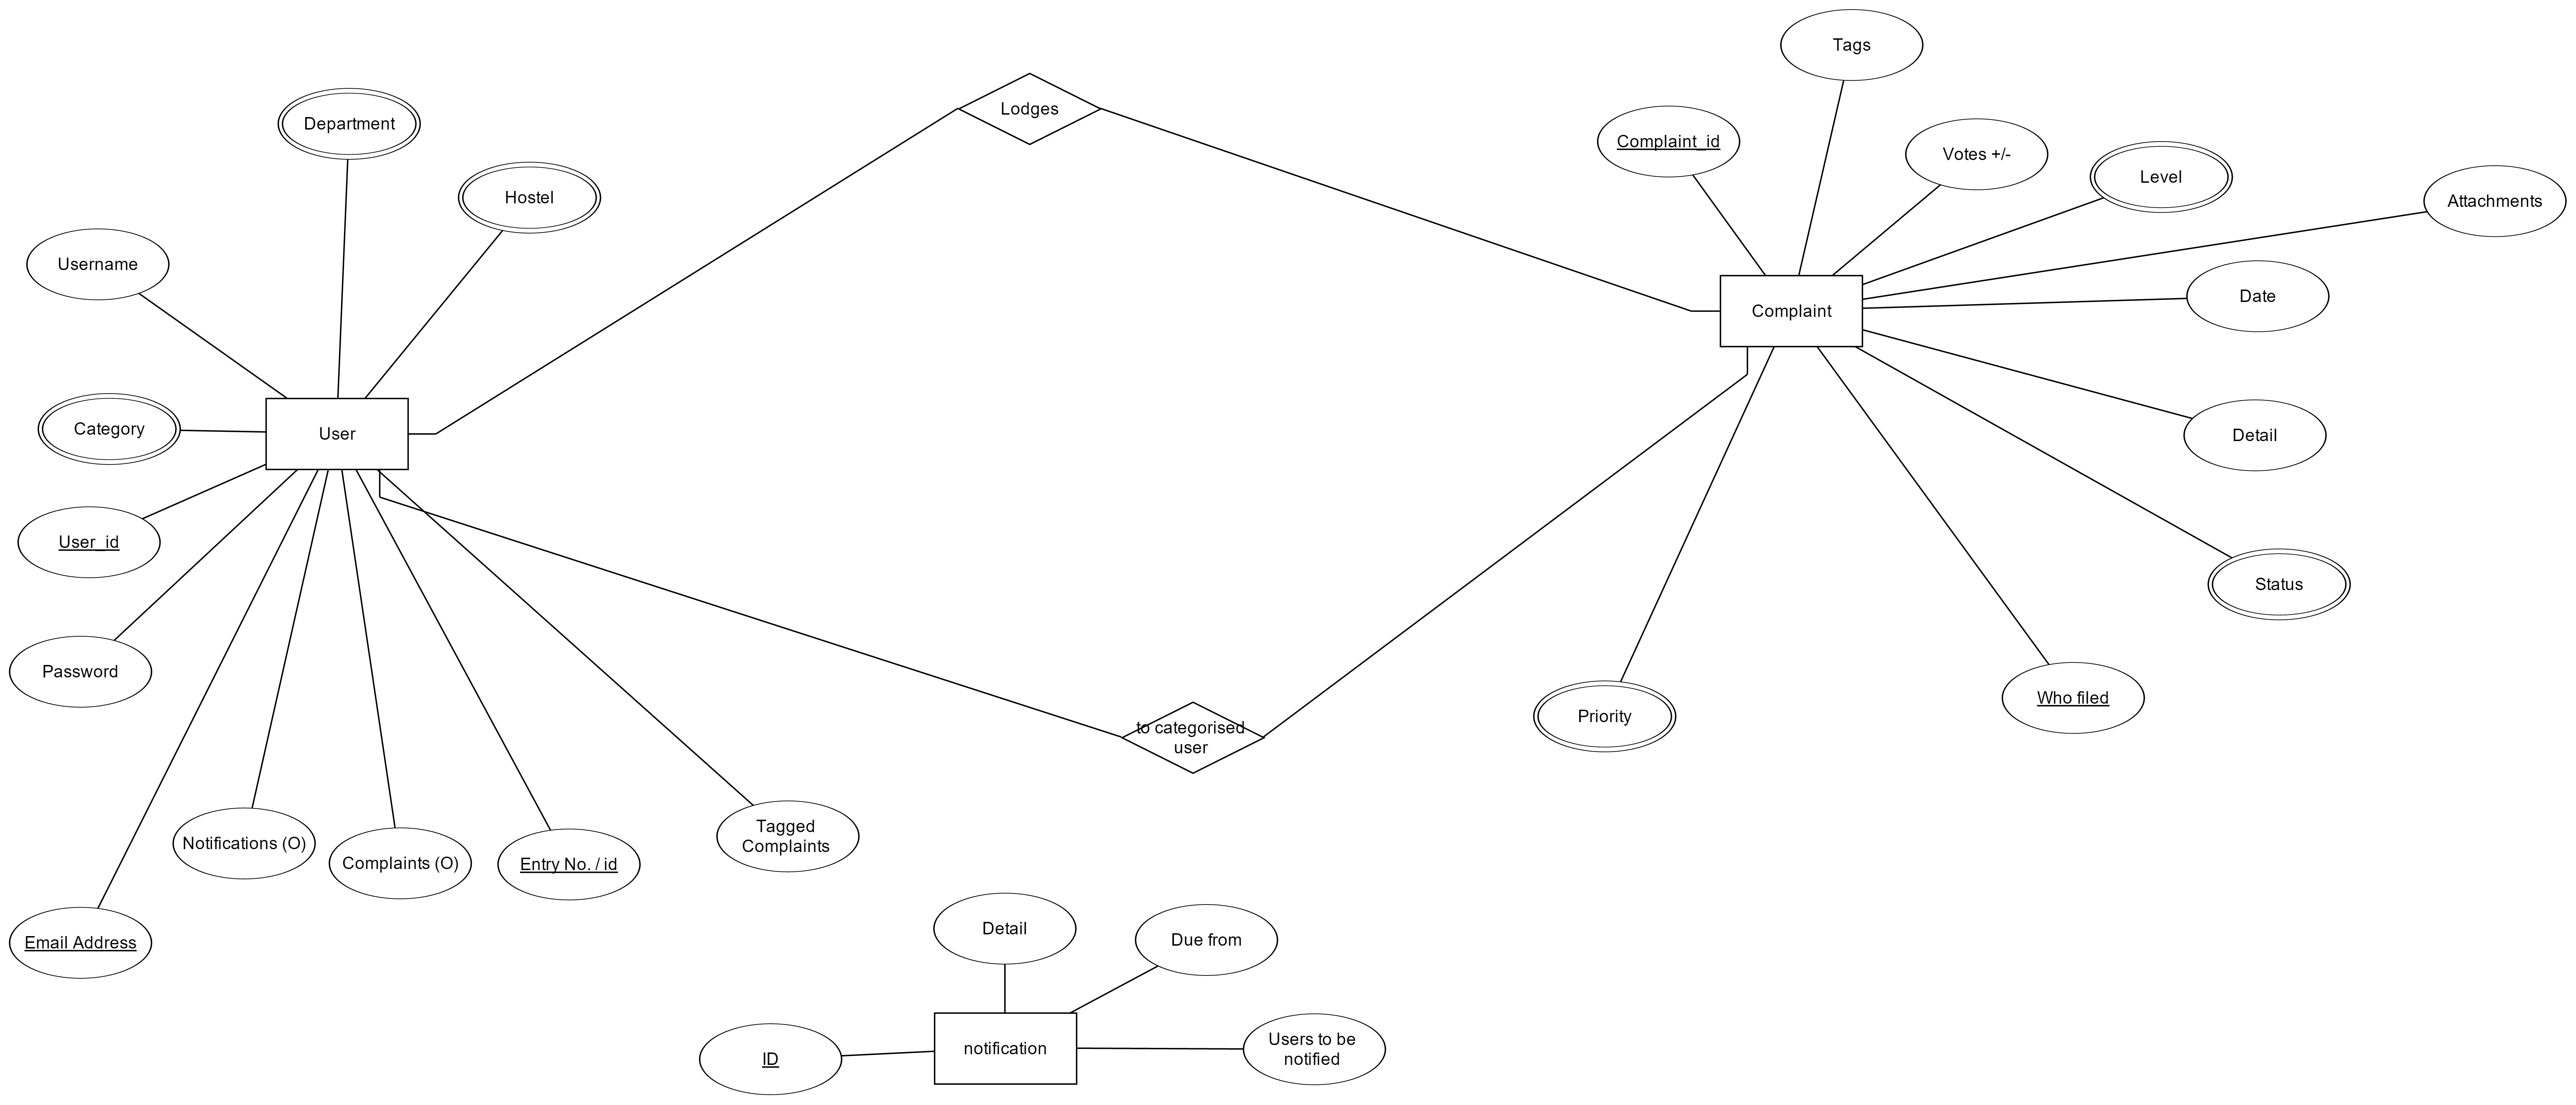 Tags
Lodges
Department
Complaint_id
Votes +/-
Level
Hostel
Attachments
Username
Date
Complaint
Category
User
Detail
User_id
Status
Password
Who filed
Priority
to categorised
user
Notifications (O)
Complaints (O)
Entry No. / id
Tagged
Complaints
Email Address
Detail
Due from
ID
notification
Users to be
notified